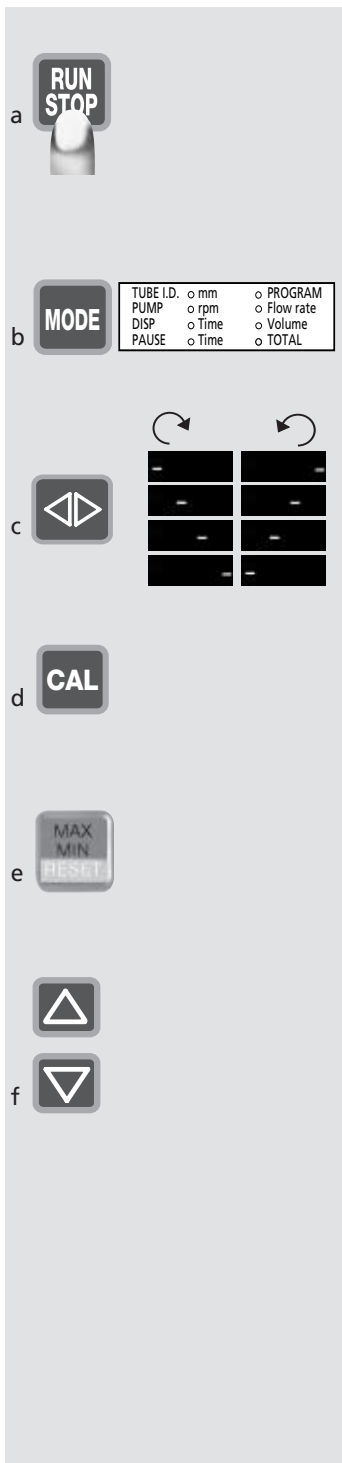 a
RUN
STOP
b
MODE
TUBE I.D. o mm o PROGRAM
PUMP o rpm o Flow rate
DISP o Time o Volume
PAUSE o Time o TOTAL
c
d
CAL
e
MAX
MIN
RESET
f